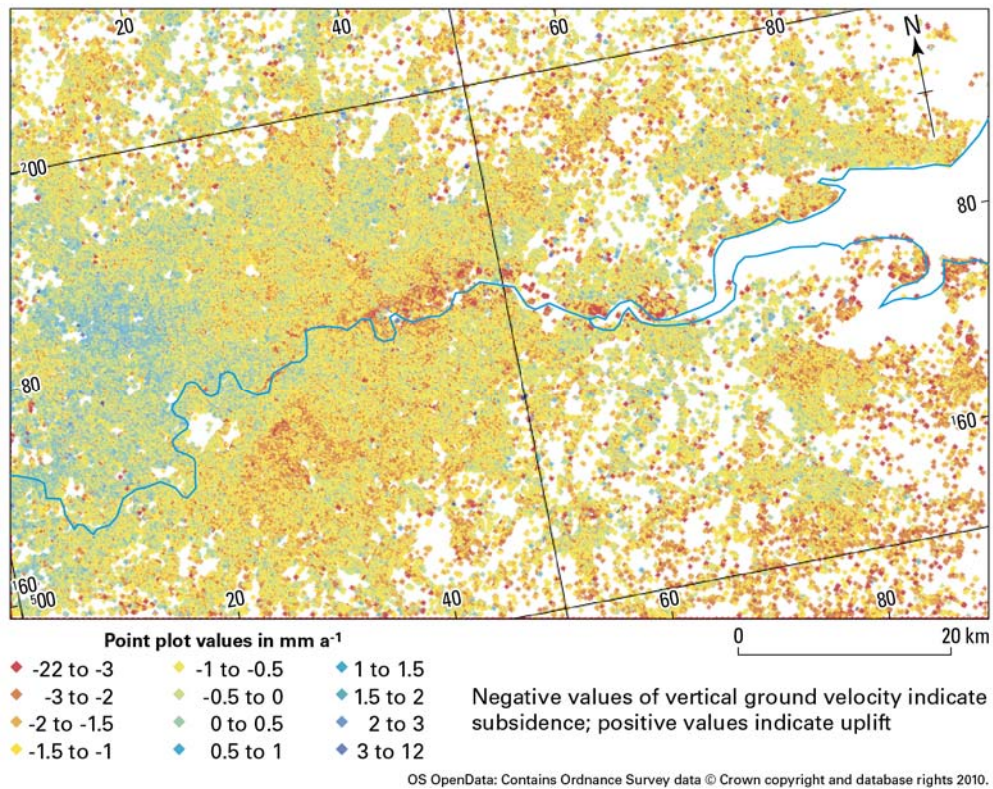 20 40 60 80
N
²00
80
80
¹60
¹60
⁵00 20 40 60 80
0 20 km
Point plot values in mm a⁻¹
-22 to -3
-3 to -2
-2 to -1.5
-1.5 to -1
-1 to -0.5
-0.5 to 0
0 to 0.5
0.5 to 1
1 to 1.5
1.5 to 2
2 to 3
3 to 12
Negative values of vertical ground velocity indicate
subsidence; positive values indicate uplift
OS OpenData: Contains Ordnance Survey data © Crown copyright and database rights 2010.